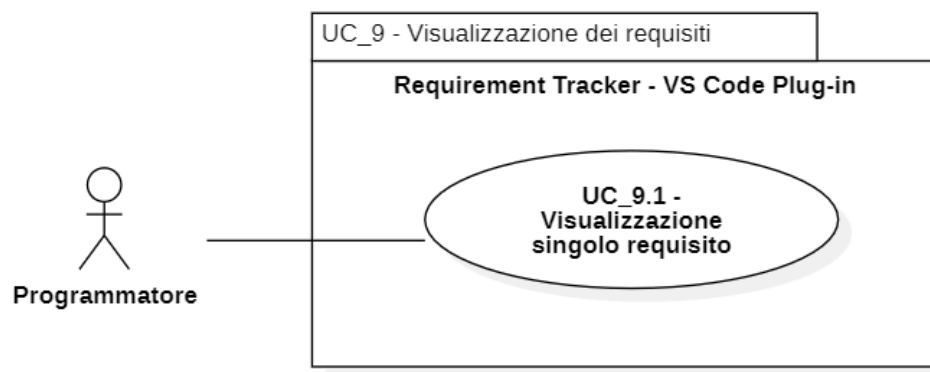 UC_9 - Visualizzazione dei requisiti
Requirement Tracker - VS Code Plug-in
UC_9.1 -
Visualizzazione
singolo requisito
Programmatore